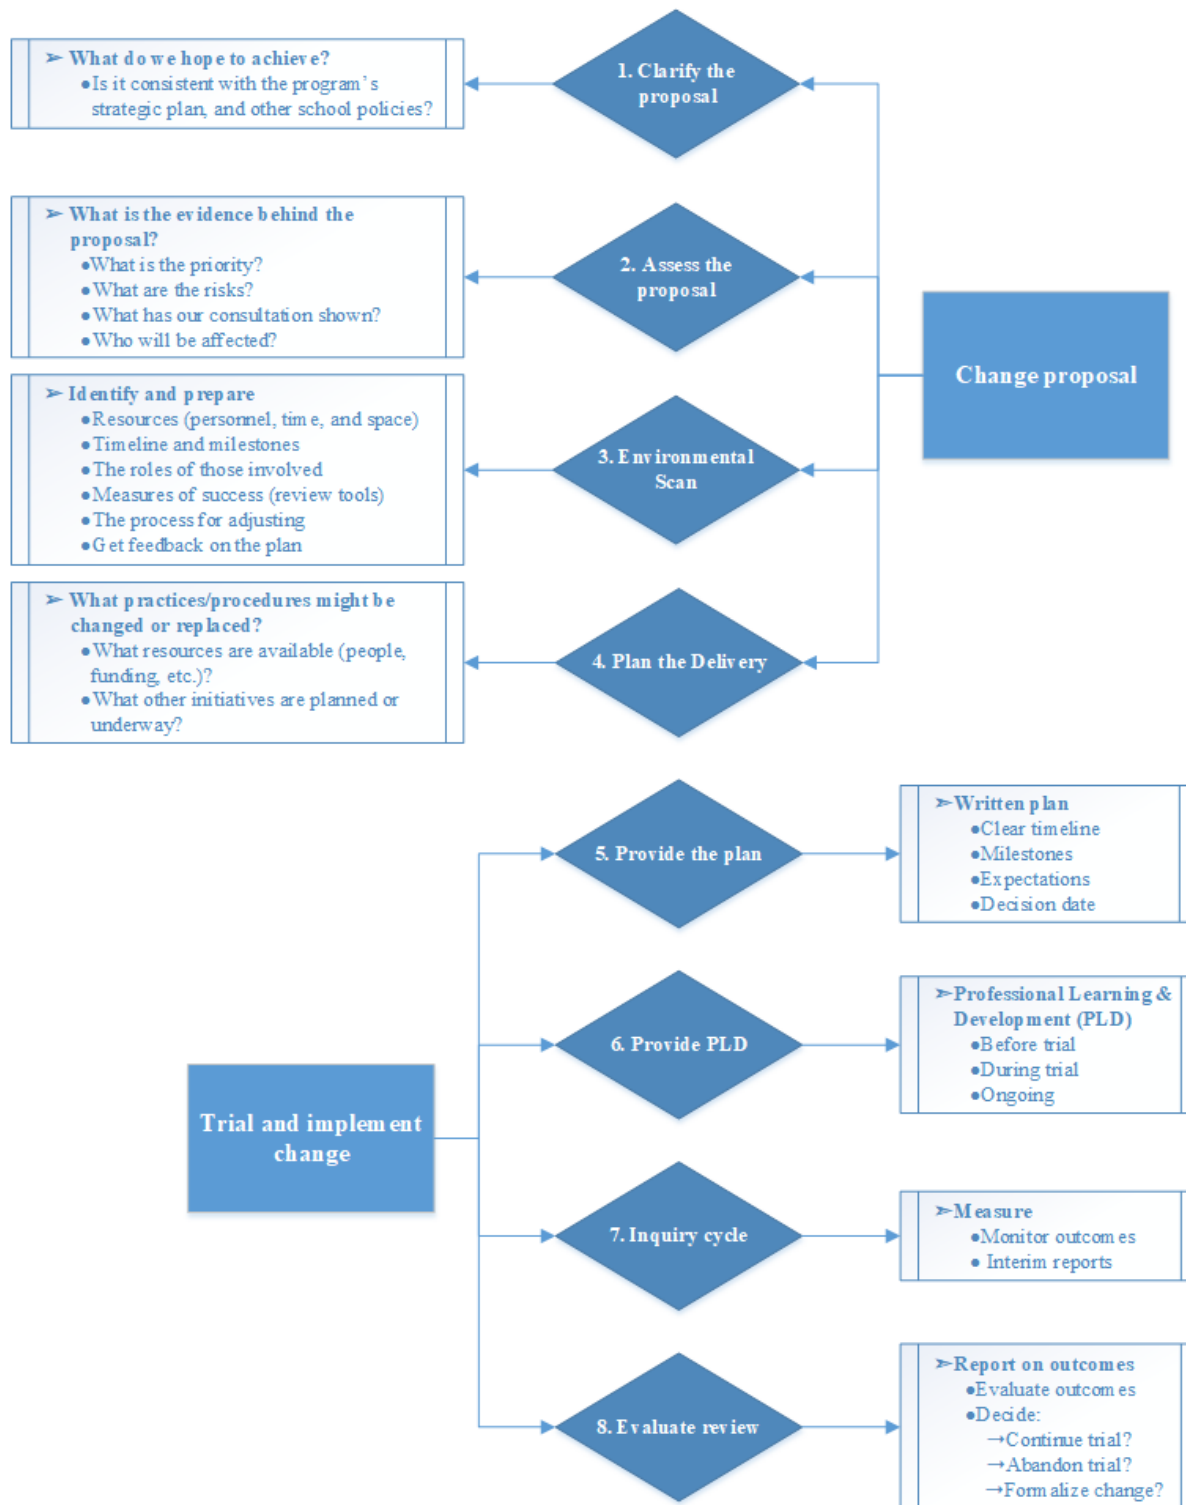 1. Clarify the
proposal
➢ What do we hope to achieve?
●Is it consistent with the program's
strategic plan, and other school policies?
2. Assess the
proposal
➢ What is the evidence behind the
proposal?
●What is the priority?
●What are the risks?
●What has our consultation shown?
●Who will be affected?
Change proposal
3. Environmental
Scan
➢ Identify and prepare
●Resources (personnel, time, and space)
●Timeline and milestones
●The roles of those involved
●Measures of success (review tools)
●The process for adjusting
●Get feedback on the plan
4. Plan the Delivery
➢ What practices/procedures might be
changed or replaced?
●What resources are available (people,
funding, etc.)?
●What other initiatives are planned or
underway?
5. Provide the plan
➢Written plan
●Clear timeline
●Milestones
●Expectations
●Decision date
6. Provide PLD
➢Professional Learning &
Development (PLD)
●Before trial
●During trial
●Ongoing
Trial and implement
change
7. Inquiry cycle
➢Measure
●Monitor outcomes
● Interim reports
8. Evaluate review
➢Report on outcomes
●Evaluate outcomes
●Decide:
→Continue trial?
→Abandon trial?
→Formalize change?